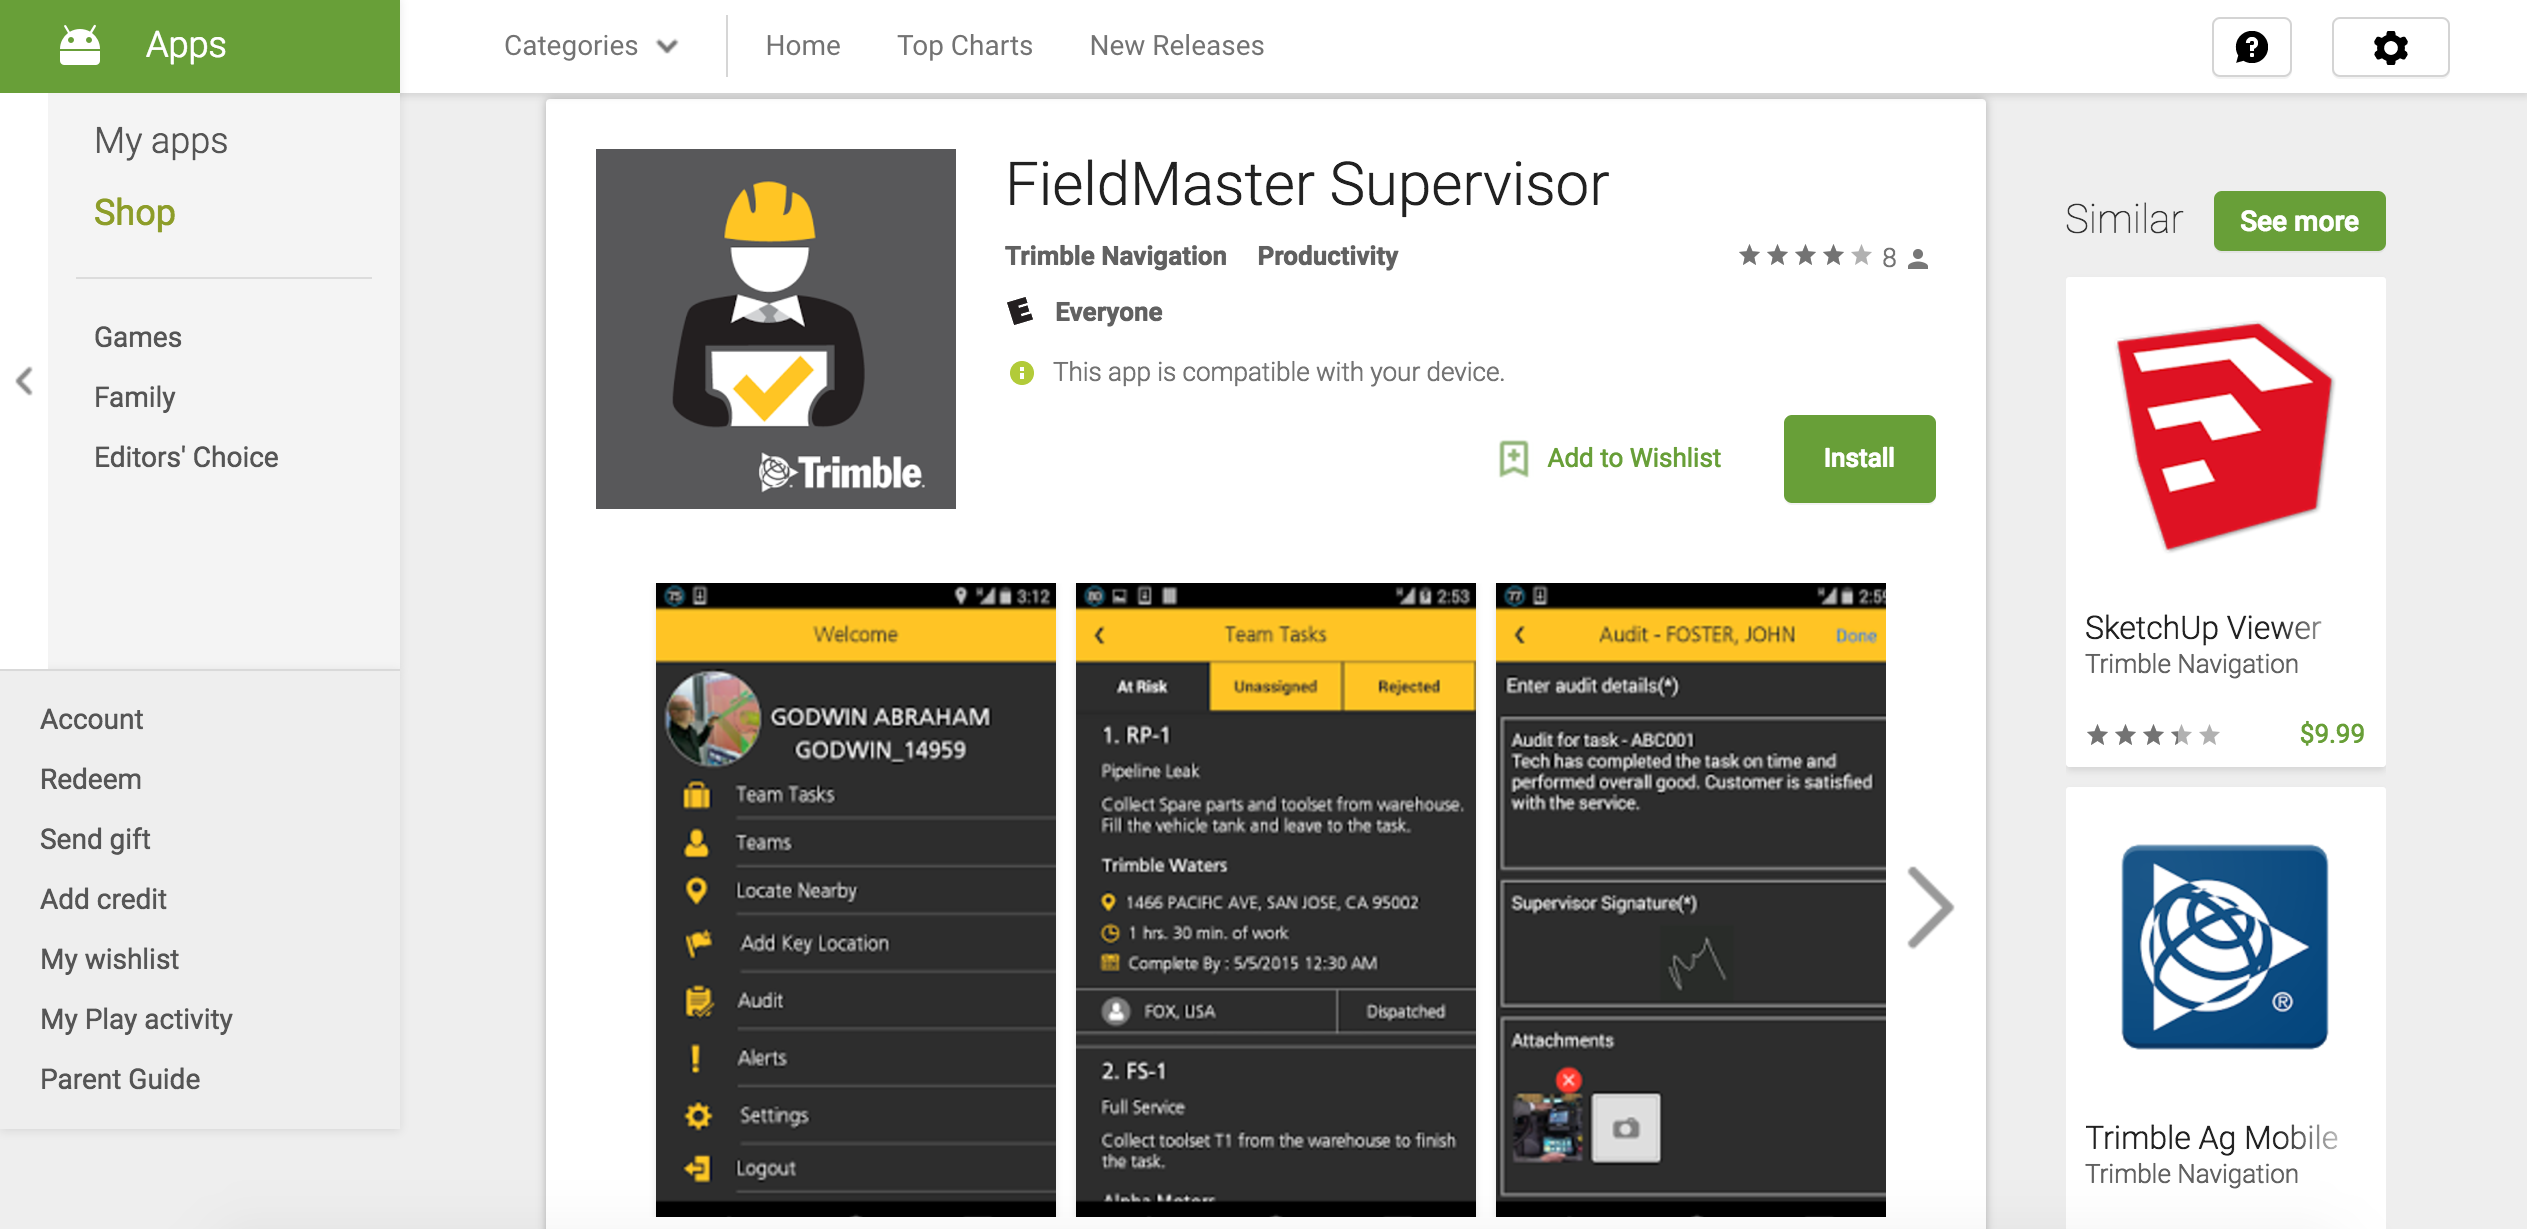 Apps
Categories
Home
Top Charts
New Releases
My apps
Shop
Games
Family
Editors' Choice
Account
Redeem
Send gift
Add credit
My wishlist
My Play activity
Parent Guide
Trimble.
FieldMaster Supervisor
Trimble Navigation Productivity
8
E Everyone
This app is compatible with your device.
Add to Wishlist
Install
75 3:12
Welcome
GODWIN ABRAHAM
GODWIN_14959
Team Tasks
Teams
Locate Nearby
Add Key Location
Audit
Alerts
Settings
Logout
80 2:53
Team Tasks
At Risk Unassigned Rejected
1. RP-1
Pipeline Leak
Collect Spare parts and toolset from warehouse.
Fill the vehicle tank and leave to the task.
Trimble Waters
1466 PACIFIC AVE, SAN JOSE, CA 95002
1 hrs. 30 min. of work
Complete By : 5/5/2015 12:30 AM
FOX, LISA Dispatched
2. FS-1
Full Service
Collect toolset T1 from the warehouse to finish
the task.
Alpha Motors
77 2:59
Audit - FOSTER, JOHN Done
Enter audit details(*)
Audit for task - ABC001
Tech has completed the task on time and
performed overall good. Customer is satisfied
with the service.
Supervisor Signature(*)
Attachments
Similar
See more
SketchUp Viewer
Trimble Navigation
$9.99
®
Trimble Ag Mobile
Trimble Navigation